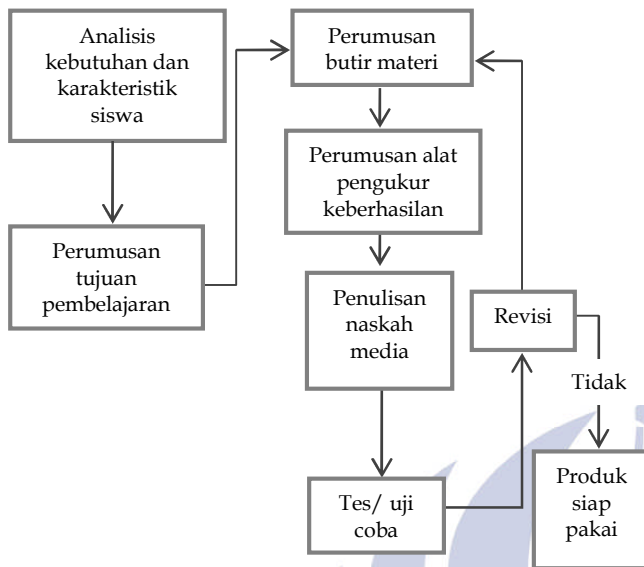 Analisis
kebutuhan dan
karakteristik
siswa
Perumusan
tujuan
pembelajaran
Perumusan
butir materi
Perumusan alat
pengukur
keberhasilan
Penulisan
naskah
media
Tes/ uji
coba
Revisi
Tidak
Produk
siap
pakai